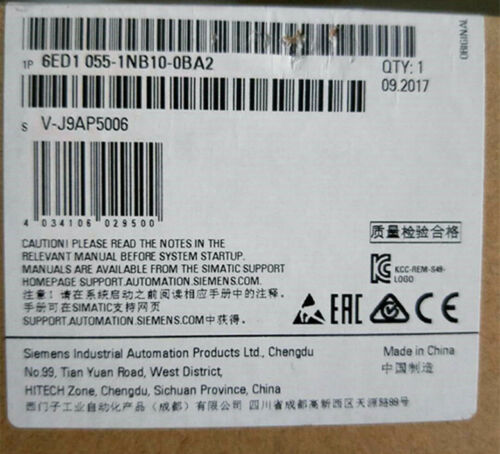 1P 6ED1 055-1NB10-0BA2
QTY: 1
09.2017
ORIGINAL
S V-J9AP5006
4 034106 029500
CAUTION! PLEASE READ THE NOTES IN THE
RELEVANT MANUAL BEFORE SYSTEM STARTUP.
MANUALS ARE AVAILABLE FROM THE SIMATIC SUPPORT
HOMEPAGE SUPPORT.AUTOMATION.SIEMENS.COM.
注意！请在系统启动之前阅读相应手册中的注释。
手册可在SIMATIC支持网页
SUPPORT.AUTOMATION.SIEMENS.COM中获得。
质量检验合格
KCC-REM-S49-
LOGO
EAC CE
Siemens Industrial Automation Products Ltd., Chengdu
No.99, Tian Yuan Road, West District,
HITECH Zone, Chengdu, Sichuan Province, China
西门子工业自动化产品（成都）有限公司 四川省成都高新西区天源路99号
Made in China
中国制造